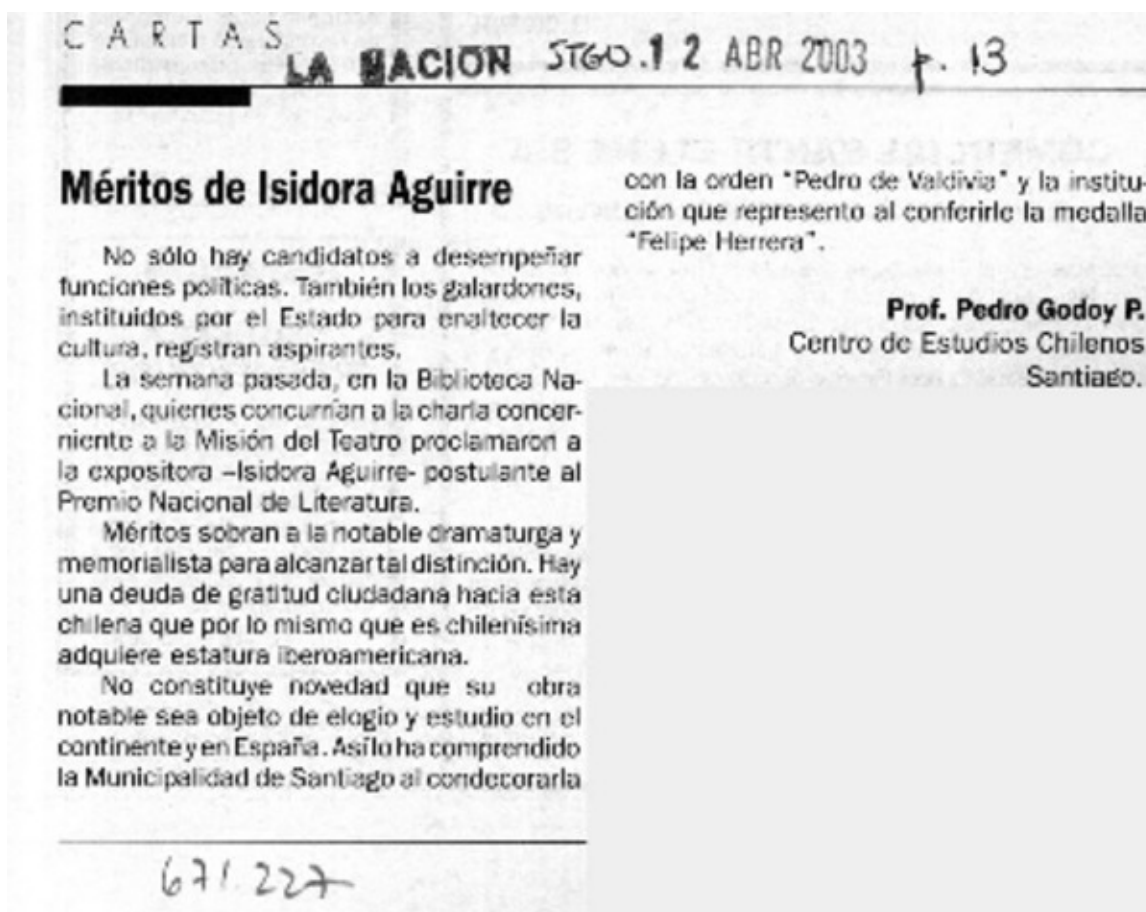 CARTAS
LA NACION STGO. 12 ABR 2003 p. 13
Méritos de Isidora Aguirre
No sólo hay candidatos a desempeñar
funciones políticas. También los galardones,
instituidos por el Estado para enaltecer la
cultura, registran aspirantes.
La semana pasada, en la Biblioteca Na-
cional, quienes concurrían a la charla concer-
niente a la Misión del Teatro proclamaron a
la expositora –Isidora Aguirre- postulante al
Premio Nacional de Literatura.
Méritos sobran a la notable dramaturga y
memorialista para alcanzar tal distinción. Hay
una deuda de gratitud ciudadana hacia esta
chilena que por lo mismo que es chilenísima
adquiere estatura iberoamericana.
No constituye novedad que su obra
notable sea objeto de elogio y estudio en el
continente y en España. Así lo ha comprendido
la Municipalidad de Santiago al condecorarla
con la orden "Pedro de Valdivia" y la institu-
ción que represento al conferirle la medalla
"Felipe Herrera".
Prof. Pedro Godoy P.
Centro de Estudios Chilenos
Santiago.
671.227